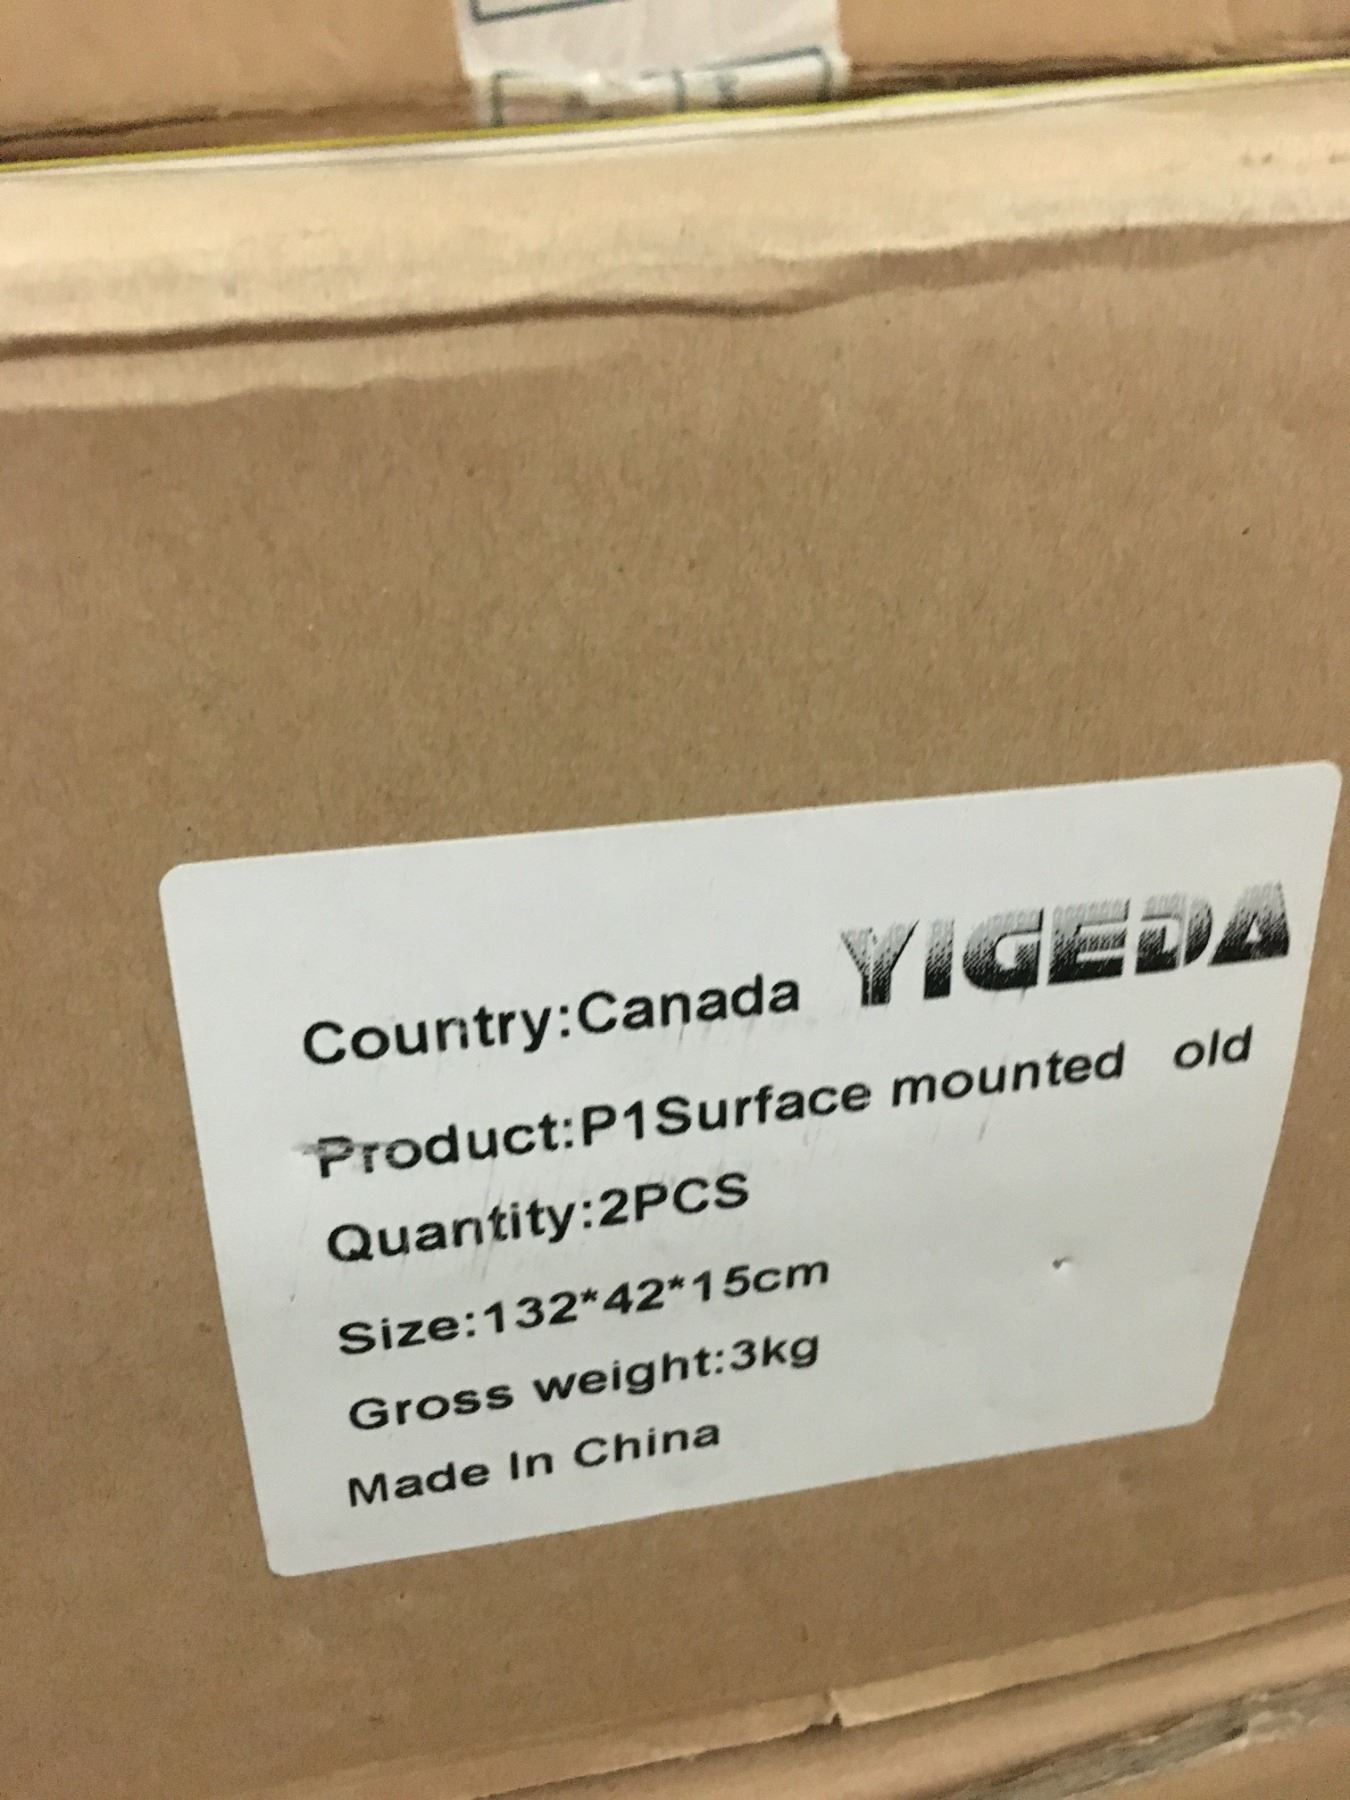 Country:Canada YIGEDA
Product:P1Surface mounted old
Quantity:2PCS
Size:132*42*15cm
Gross weight:3kg
Made In China